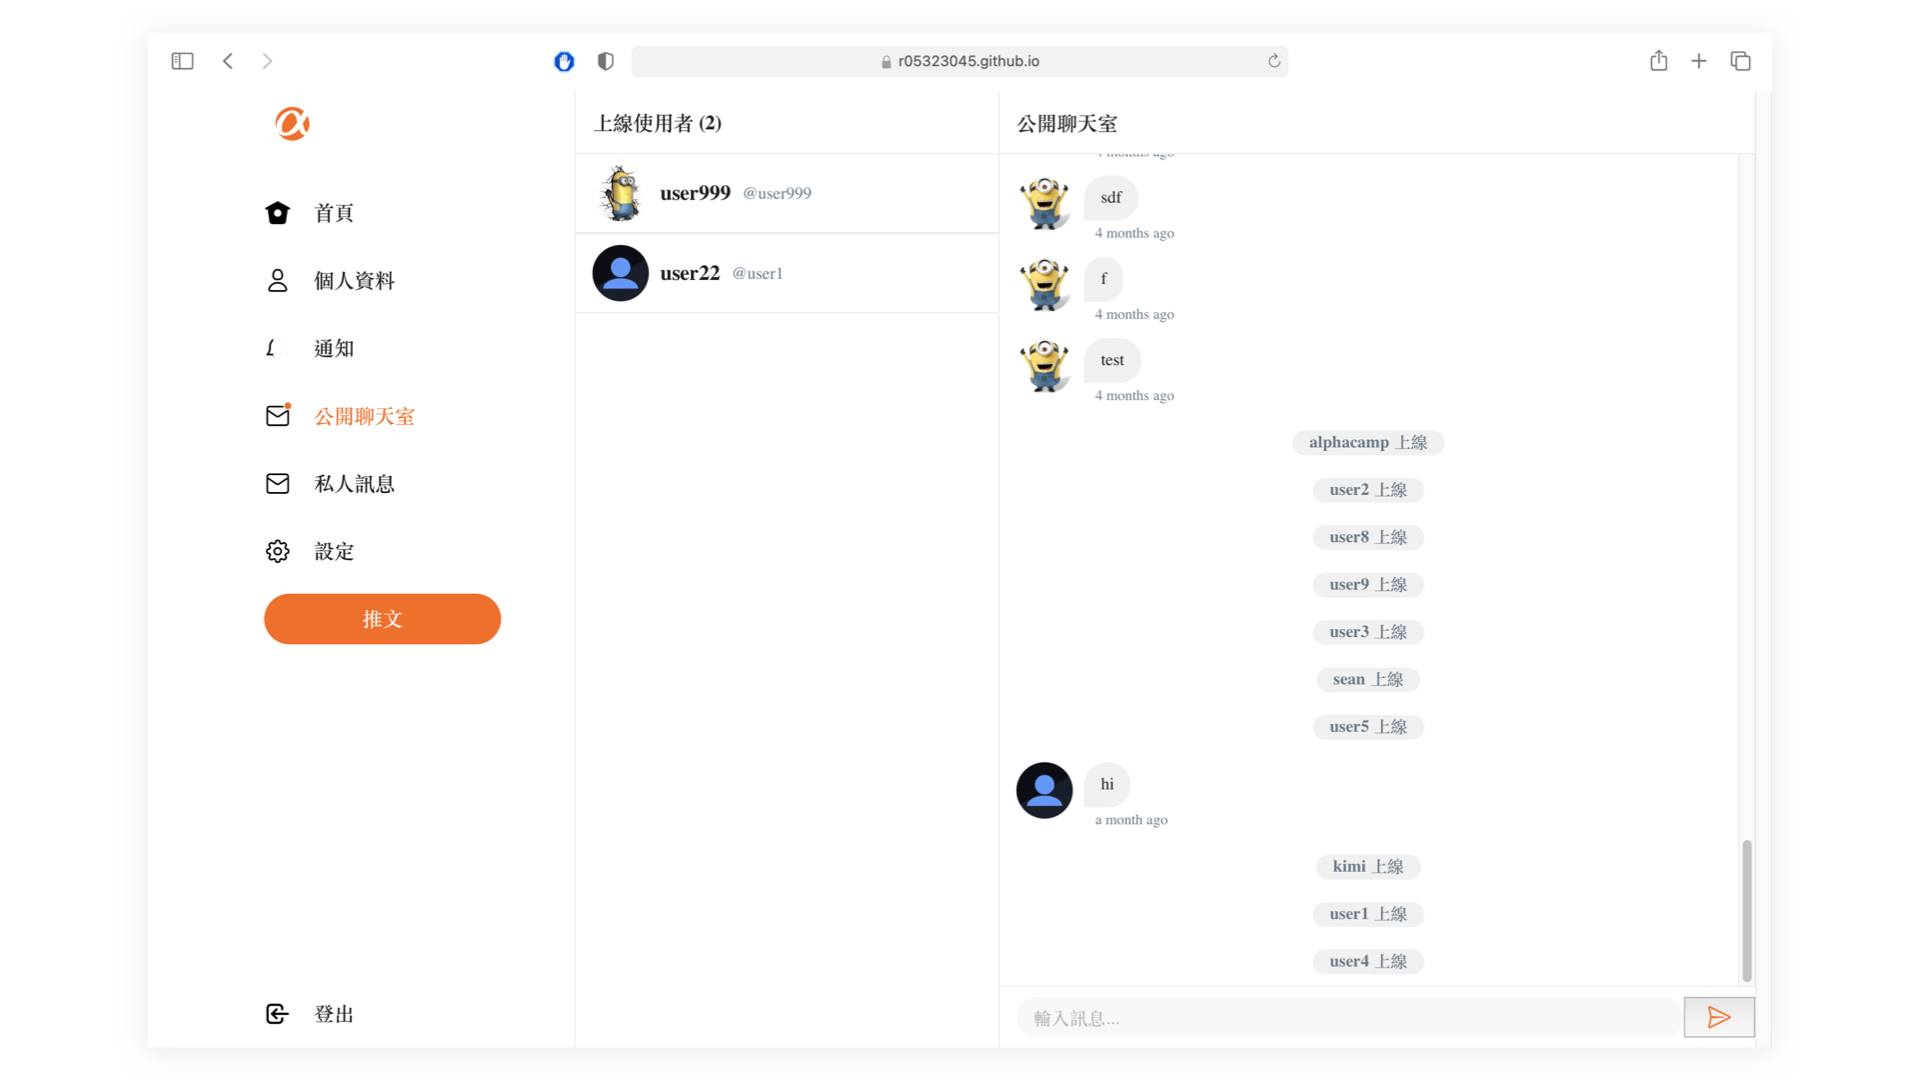 r05323045.github.io
首頁
個人資料
通知
公開聊天室
私人訊息
設定
推文
登出
上線使用者 (2)
user999 @user999
user22 @user1
公開聊天室
4 months ago
sdf
4 months ago
f
4 months ago
test
4 months ago
alphacamp 上線
user2 上線
user8 上線
user9 上線
user3 上線
sean 上線
user5 上線
hi
a month ago
kimi 上線
user1 上線
user4 上線
輸入訊息...